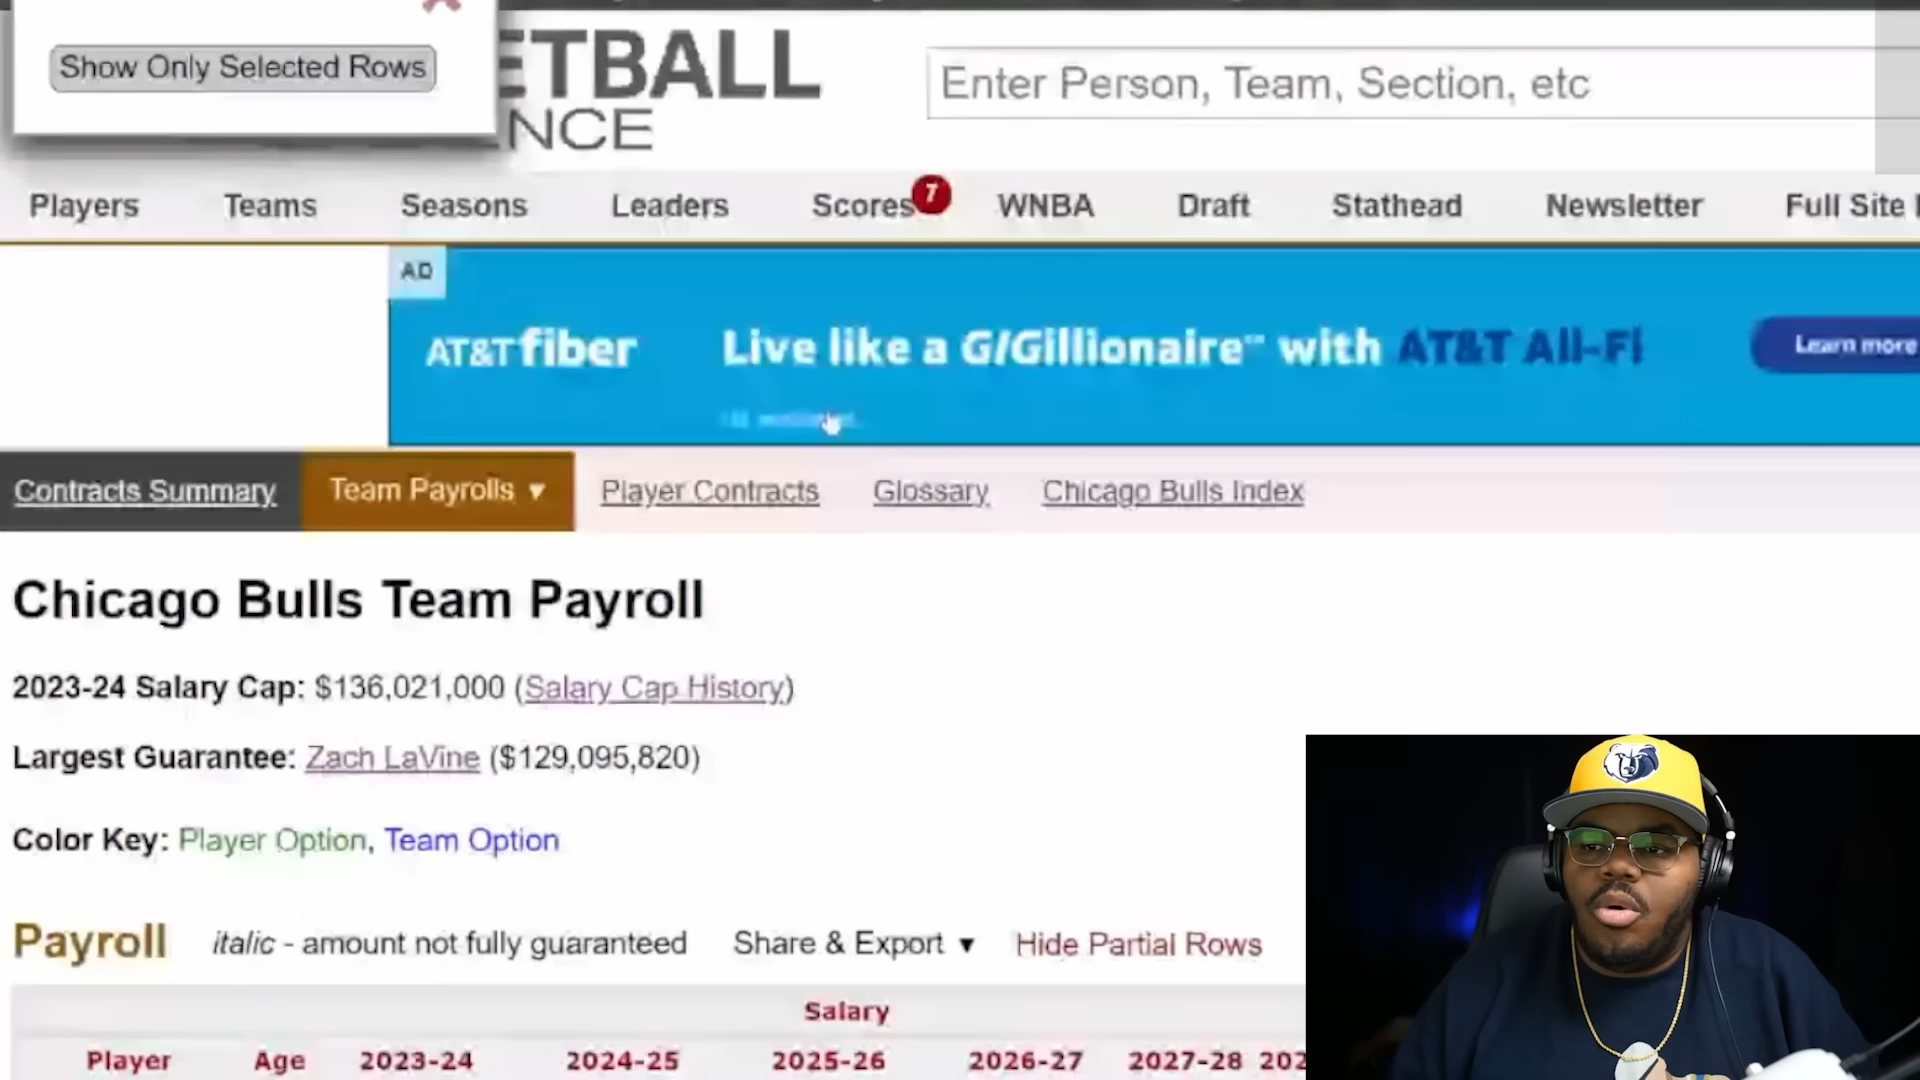 Show Only Selected Rows
ETBALL
NCE
Enter Person, Team, Section, etc
Players Teams Seasons Leaders Scores 7 WNBA Draft Stathead Newsletter Full Site
AD
AT&T fiber Live like a G/Gillionaire℠ with AT&T All-Fi Learn more
Contracts Summary Team Payrolls ▼ Player Contracts Glossary Chicago Bulls Index
Chicago Bulls Team Payroll
2023-24 Salary Cap: $136,021,000 (Salary Cap History)
Largest Guarantee: Zach LaVine ($129,095,820)
Color Key: Player Option, Team Option
Payroll italic - amount not fully guaranteed Share & Export ▼ Hide Partial Rows
Salary
Player Age 2023-24 2024-25 2025-26 2026-27 2027-28 202